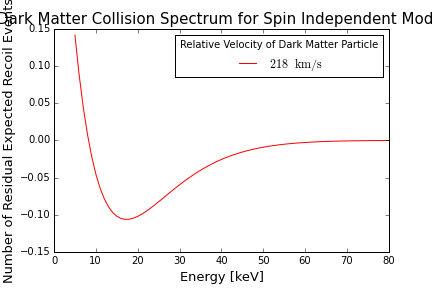 Dark Matter Collision Spectrum for Spin Independent Mod
Number of Residual Expected Recoil Events
0.15
0.10
0.05
0.00
−0.05
−0.10
−0.15
Relative Velocity of Dark Matter Particle
218 km/s
0 10 20 30 40 50 60 70 80
Energy [keV]